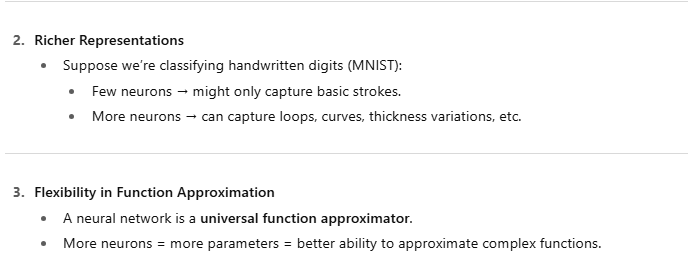 2. Richer Representations
• Suppose we're classifying handwritten digits (MNIST):
• Few neurons → might only capture basic strokes.
• More neurons → can capture loops, curves, thickness variations, etc.
3. Flexibility in Function Approximation
• A neural network is a universal function approximator.
• More neurons = more parameters = better ability to approximate complex functions.